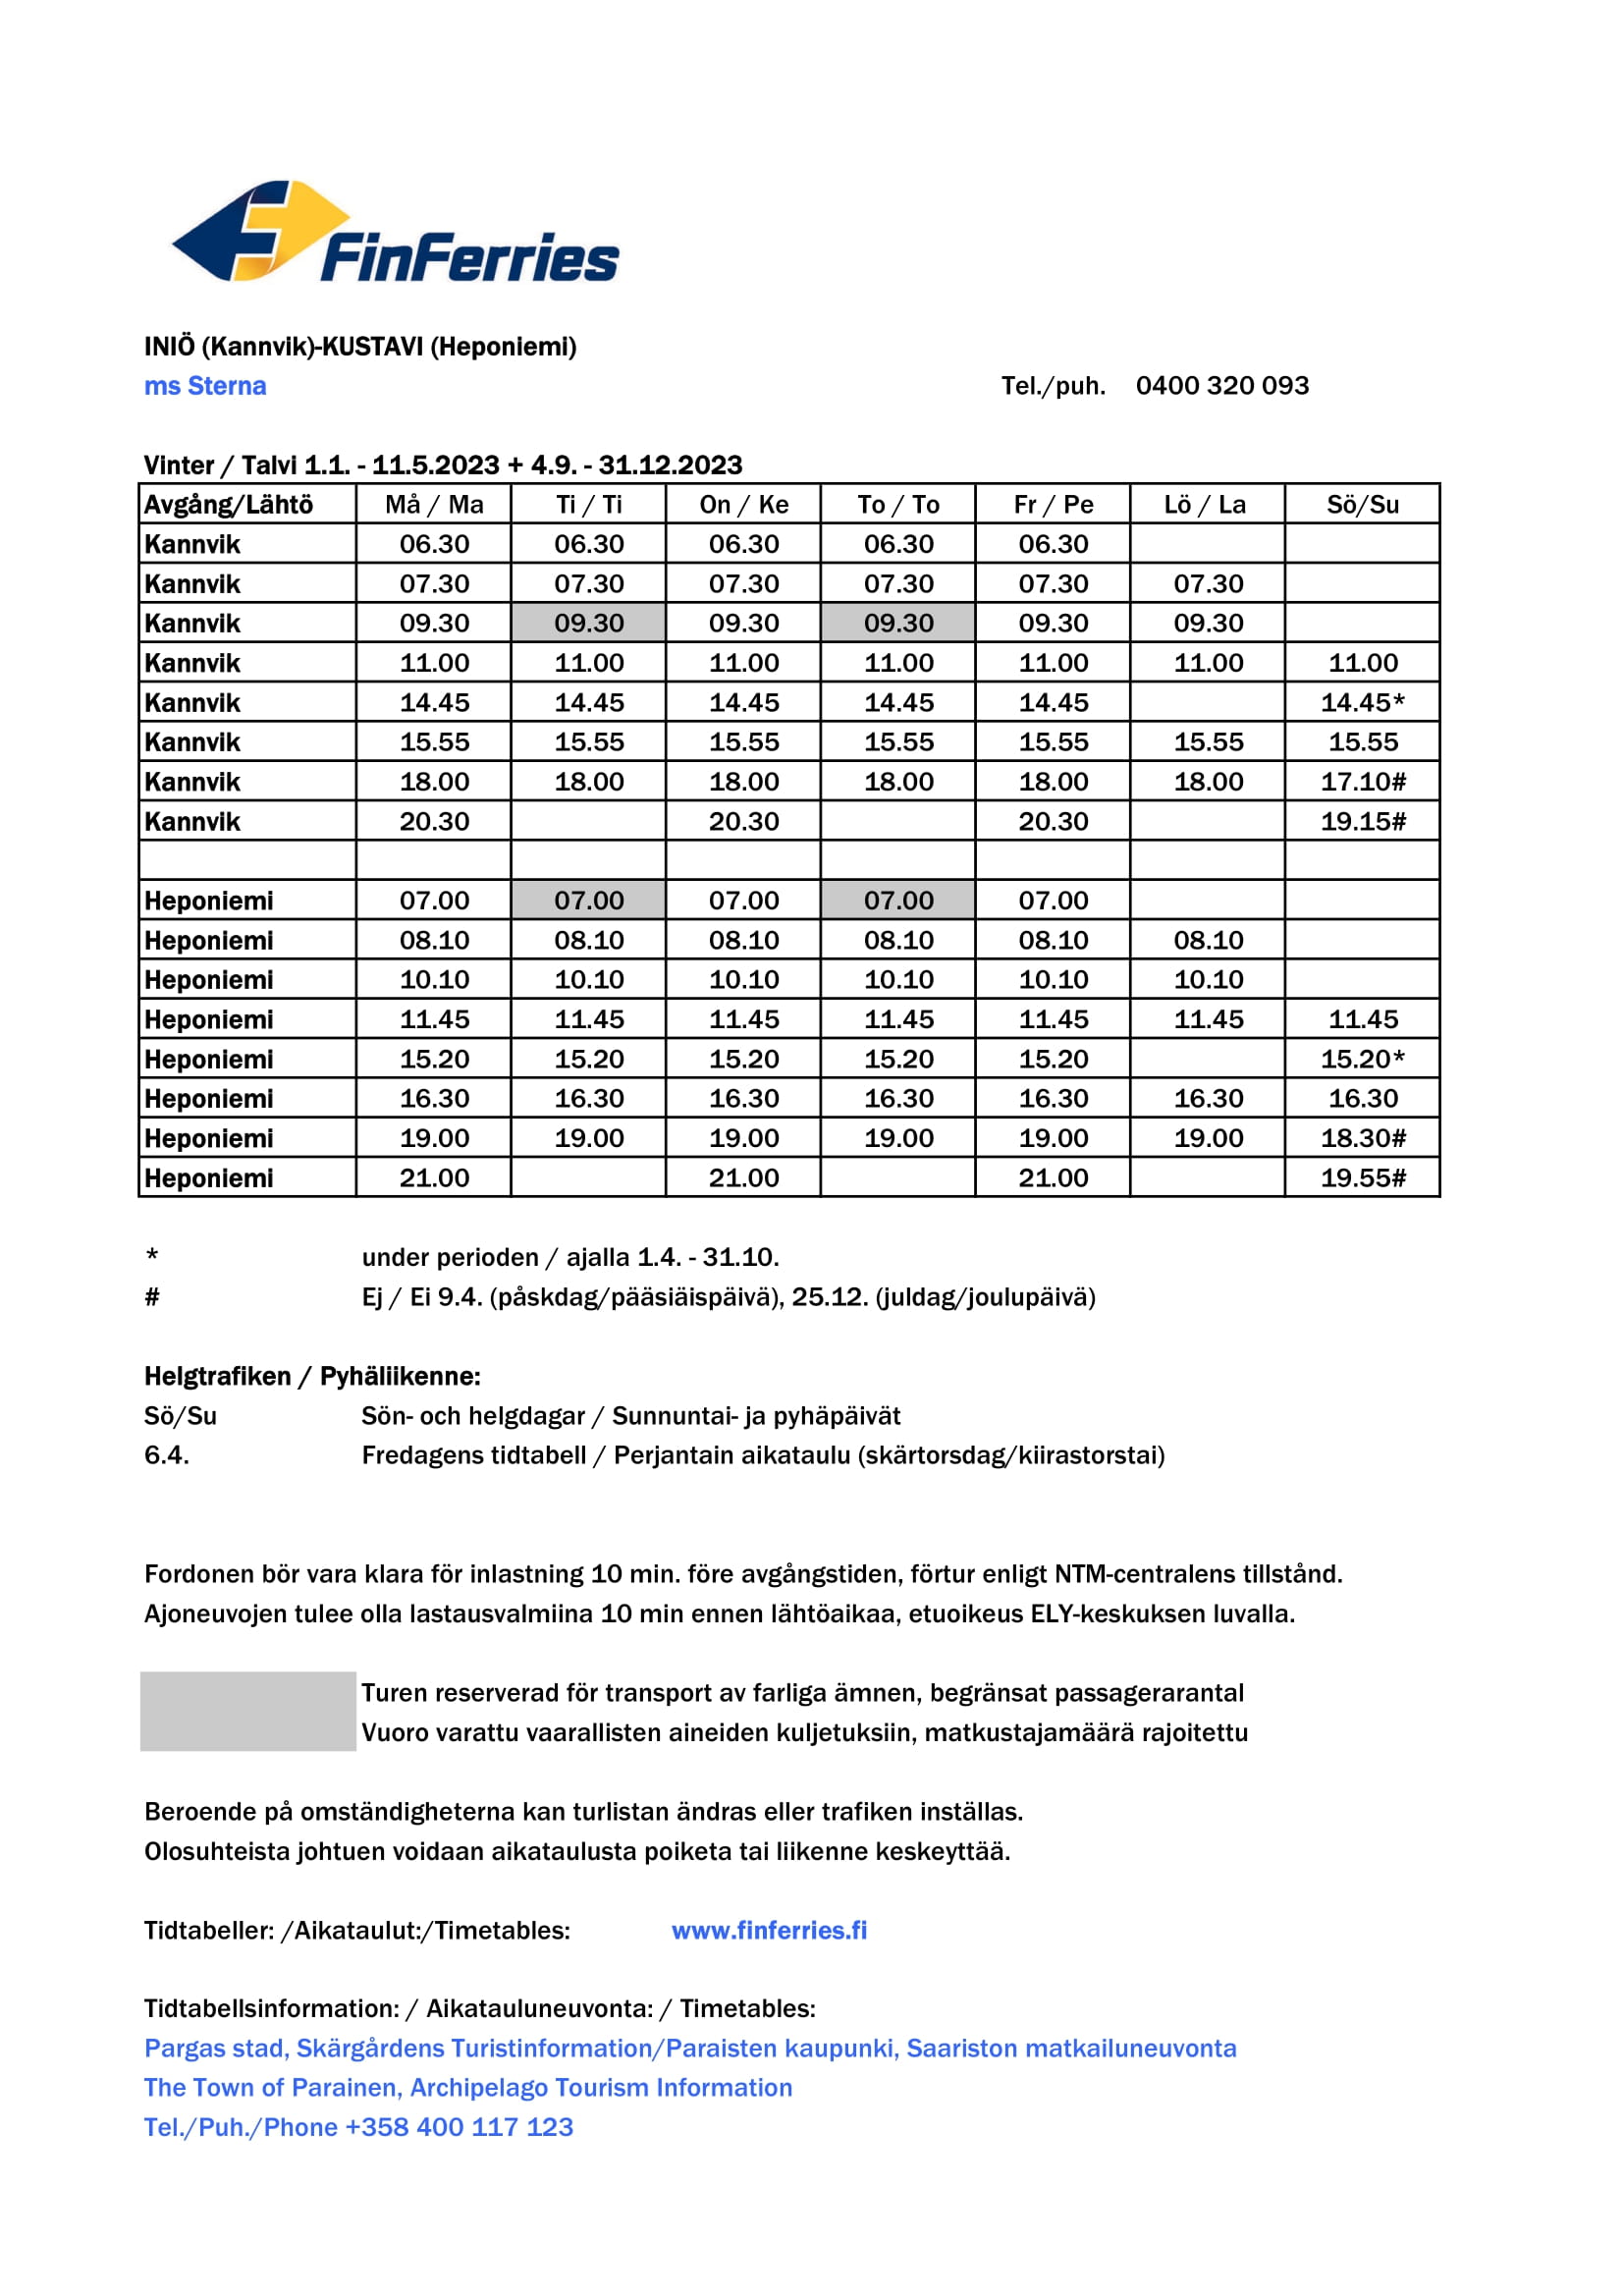 FinFerries
INIÖ (Kannvik)-KUSTAVI (Heponiemi)
ms Sterna Tel./puh. 0400 320 093
Vinter / Talvi 1.1. - 11.5.2023 + 4.9. - 31.12.2023
Avgång/Lähtö Må / Ma Ti / Ti On / Ke To / To Fr / Pe Lö / La Sö/Su
Kannvik 06.30 06.30 06.30 06.30 06.30
Kannvik 07.30 07.30 07.30 07.30 07.30 07.30
Kannvik 09.30 09.30 09.30 09.30 09.30 09.30
Kannvik 11.00 11.00 11.00 11.00 11.00 11.00 11.00
Kannvik 14.45 14.45 14.45 14.45 14.45 14.45*
Kannvik 15.55 15.55 15.55 15.55 15.55 15.55 15.55
Kannvik 18.00 18.00 18.00 18.00 18.00 18.00 17.10#
Kannvik 20.30 20.30 20.30 19.15#
Heponiemi 07.00 07.00 07.00 07.00 07.00
Heponiemi 08.10 08.10 08.10 08.10 08.10 08.10
Heponiemi 10.10 10.10 10.10 10.10 10.10 10.10
Heponiemi 11.45 11.45 11.45 11.45 11.45 11.45 11.45
Heponiemi 15.20 15.20 15.20 15.20 15.20 15.20*
Heponiemi 16.30 16.30 16.30 16.30 16.30 16.30 16.30
Heponiemi 19.00 19.00 19.00 19.00 19.00 19.00 18.30#
Heponiemi 21.00 21.00 21.00 19.55#
* under perioden / ajalla 1.4. - 31.10.
# Ej / Ei 9.4. (påskdag/pääsiäispäivä), 25.12. (juldag/joulupäivä)
Helgtrafiken / Pyhäliikenne:
Sö/Su Sön- och helgdagar / Sunnuntai- ja pyhäpäivät
6.4. Fredagens tidtabell / Perjantain aikataulu (skärtorsdag/kiirastorstai)
Fordonen bör vara klara för inlastning 10 min. före avgångstiden, förtur enligt NTM-centralens tillstånd.
Ajoneuvojen tulee olla lastausvalmiina 10 min ennen lähtöaikaa, etuoikeus ELY-keskuksen luvalla.
Turen reserverad för transport av farliga ämnen, begränsat passagerarantal
Vuoro varattu vaarallisten aineiden kuljetuksiin, matkustajamäärä rajoitettu
Beroende på omständigheterna kan turlistan ändras eller trafiken inställas.
Olosuhteista johtuen voidaan aikataulusta poiketa tai liikenne keskeyttää.
Tidtabeller: /Aikataulut:/Timetables: www.finferries.fi
Tidtabellsinformation: / Aikatauluneuvonta: / Timetables:
Pargas stad, Skärgårdens Turistinformation/Paraisten kaupunki, Saariston matkailuneuvonta
The Town of Parainen, Archipelago Tourism Information
Tel./Puh./Phone +358 400 117 123